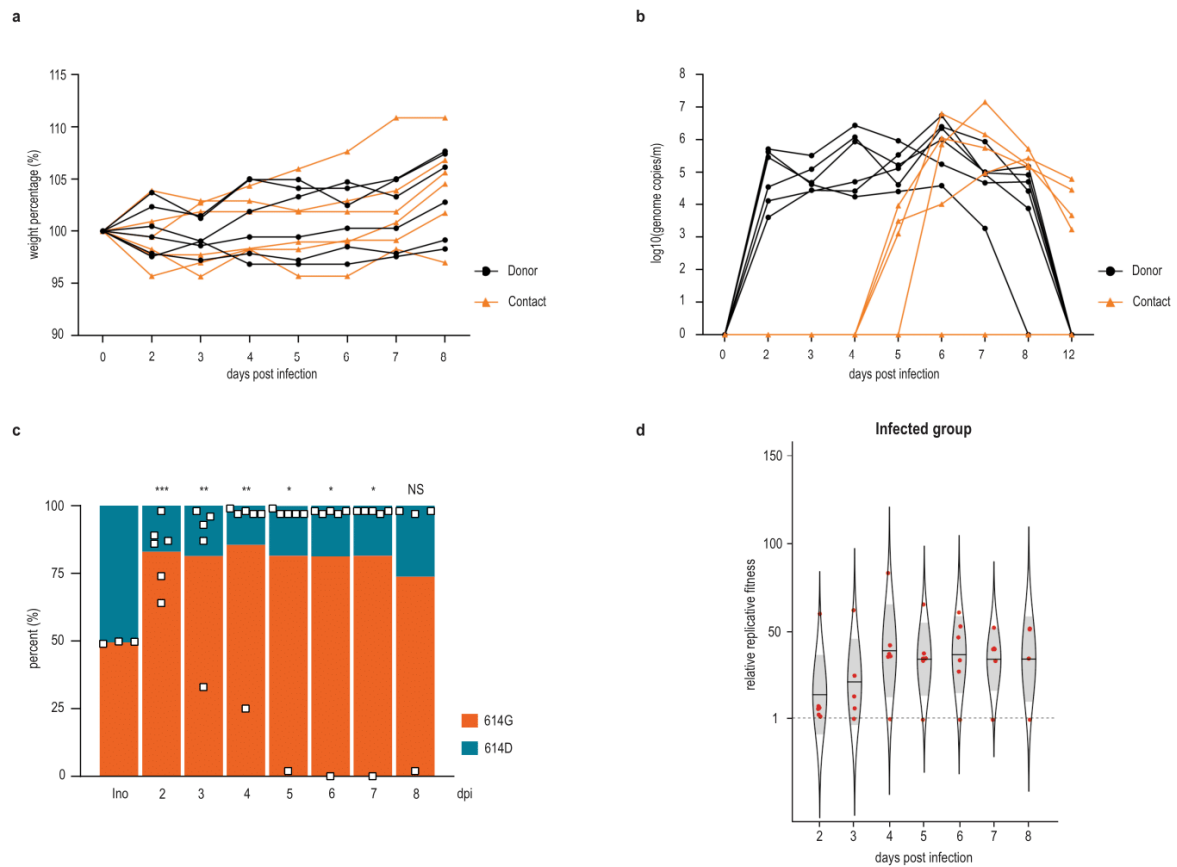 a
115
110
105
100
95
90
weight percentage (%)
0 2 3 4 5 6 7 8
days post infection
Donor
Contact
b
8
7
6
5
4
3
2
1
0
log10(genome copies/m)
0 2 3 4 5 6 7 8 12
days post infection
Donor
Contact
c
*** ** ** * * * NS
100
75
50
25
0
percent (%)
Ino 2 3 4 5 6 7 8 dpi
614G
614D
d
Infected group
150
100
50
1
relative replicative fitness
2 3 4 5 6 7 8
days post infection